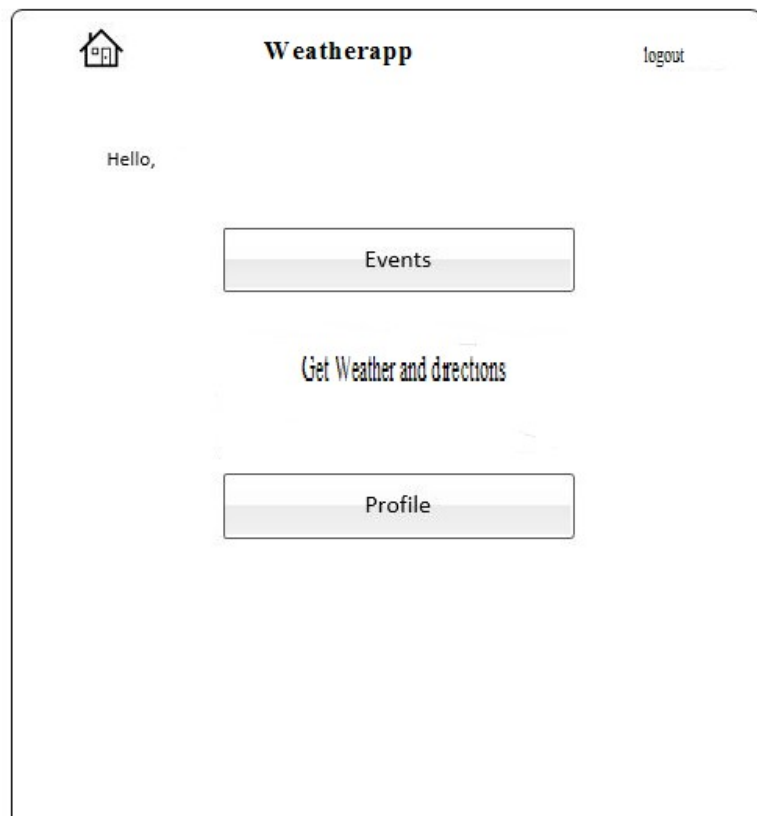 Weatherapp
logout
Hello,
Events
Get Weather and directions
Profile